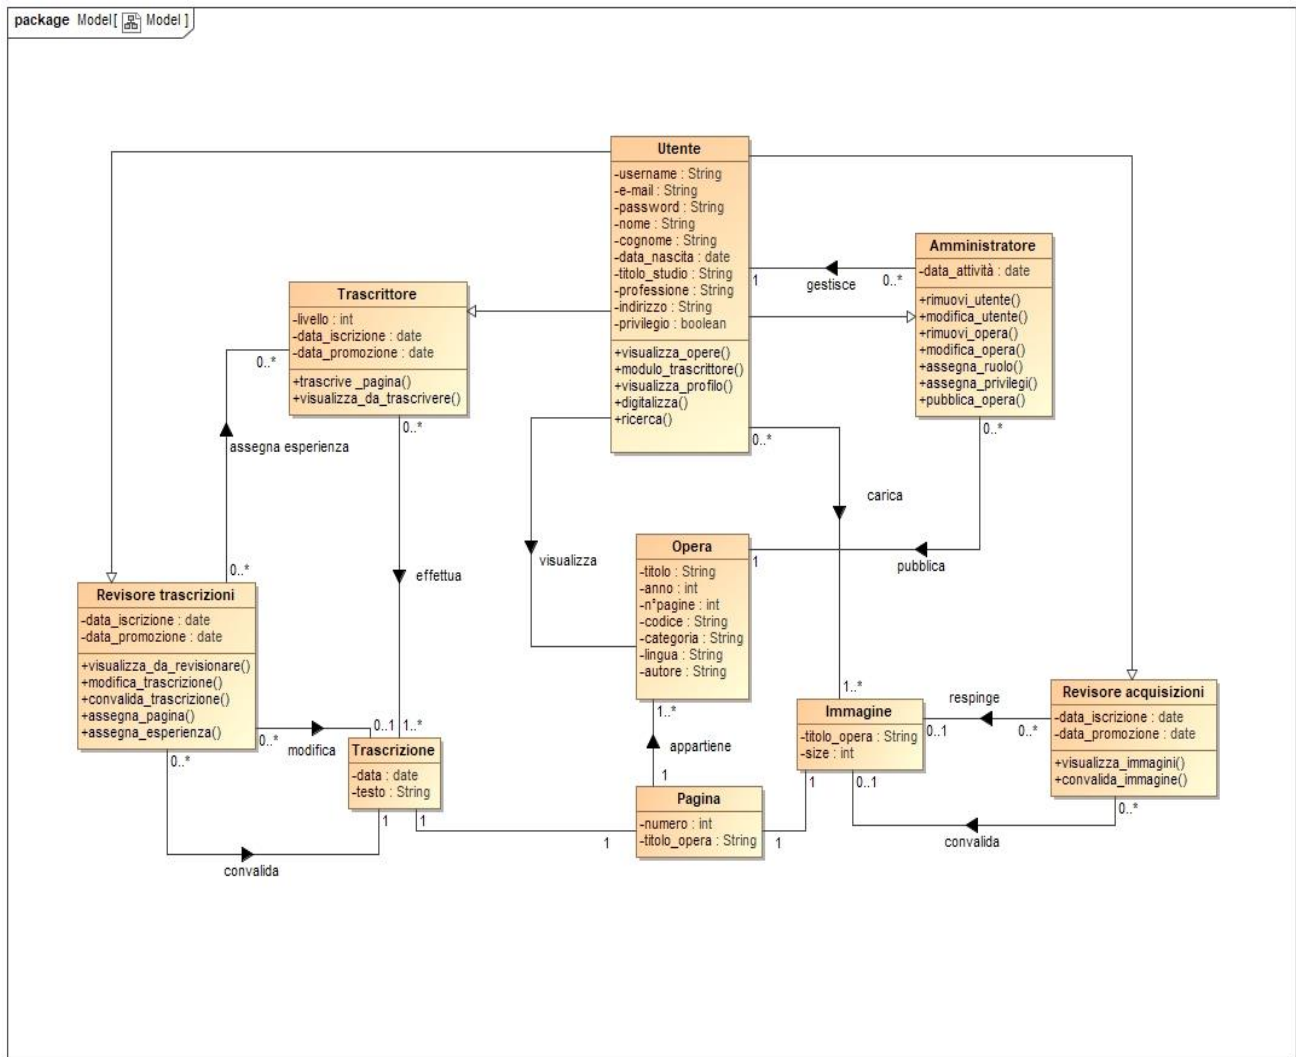 package Model[ Model ]
Utente
-username : String
-e-mail : String
-password : String
-nome : String
-cognome : String
-data_nascita : date
-titolo_studio : String
-professione : String
-indirizzo : String
-privilegio : boolean
+visualizza_opere()
+modulo_trascrittore()
+visualizza_profilo()
+digitalizza()
+ricerca()
Amministratore
-data_attività : date
+rimuovi_utente()
+modifica_utente()
+rimuovi_opera()
+modifica_opera()
+assegna_ruolo()
+assegna_privilegi()
+pubblica_opera()
1
gestisce
0..*
Trascrittore
-livello : int
-data_iscrizione : date
-data_promozione : date
+trascrive _pagina()
+visualizza_da_trascrivere()
0..*
assegna esperienza
0..*
0..*
effettua
1..*
visualizza
0..*
carica
1..*
0..*
pubblica
1
Opera
-titolo : String
-anno : int
-n°pagine : int
-codice : String
-categoria : String
-lingua : String
-autore : String
Revisore trascrizioni
-data_iscrizione : date
-data_promozione : date
+visualizza_da_revisionare()
+modifica_trascrizione()
+convalida_trascrizione()
+assegna_pagina()
+assegna_esperienza()
0..*
modifica
0..1
0..*
convalida
1
Trascrizione
-data : date
-testo : String
1
1
1..*
appartiene
1
Pagina
-numero : int
-titolo_opera : String
1
1
Immagine
-titolo_opera : String
-size : int
0..1
respinge
0..*
0..1
convalida
0..*
Revisore acquisizioni
-data_iscrizione : date
-data_promozione : date
+visualizza_immagini()
+convalida_immagine()